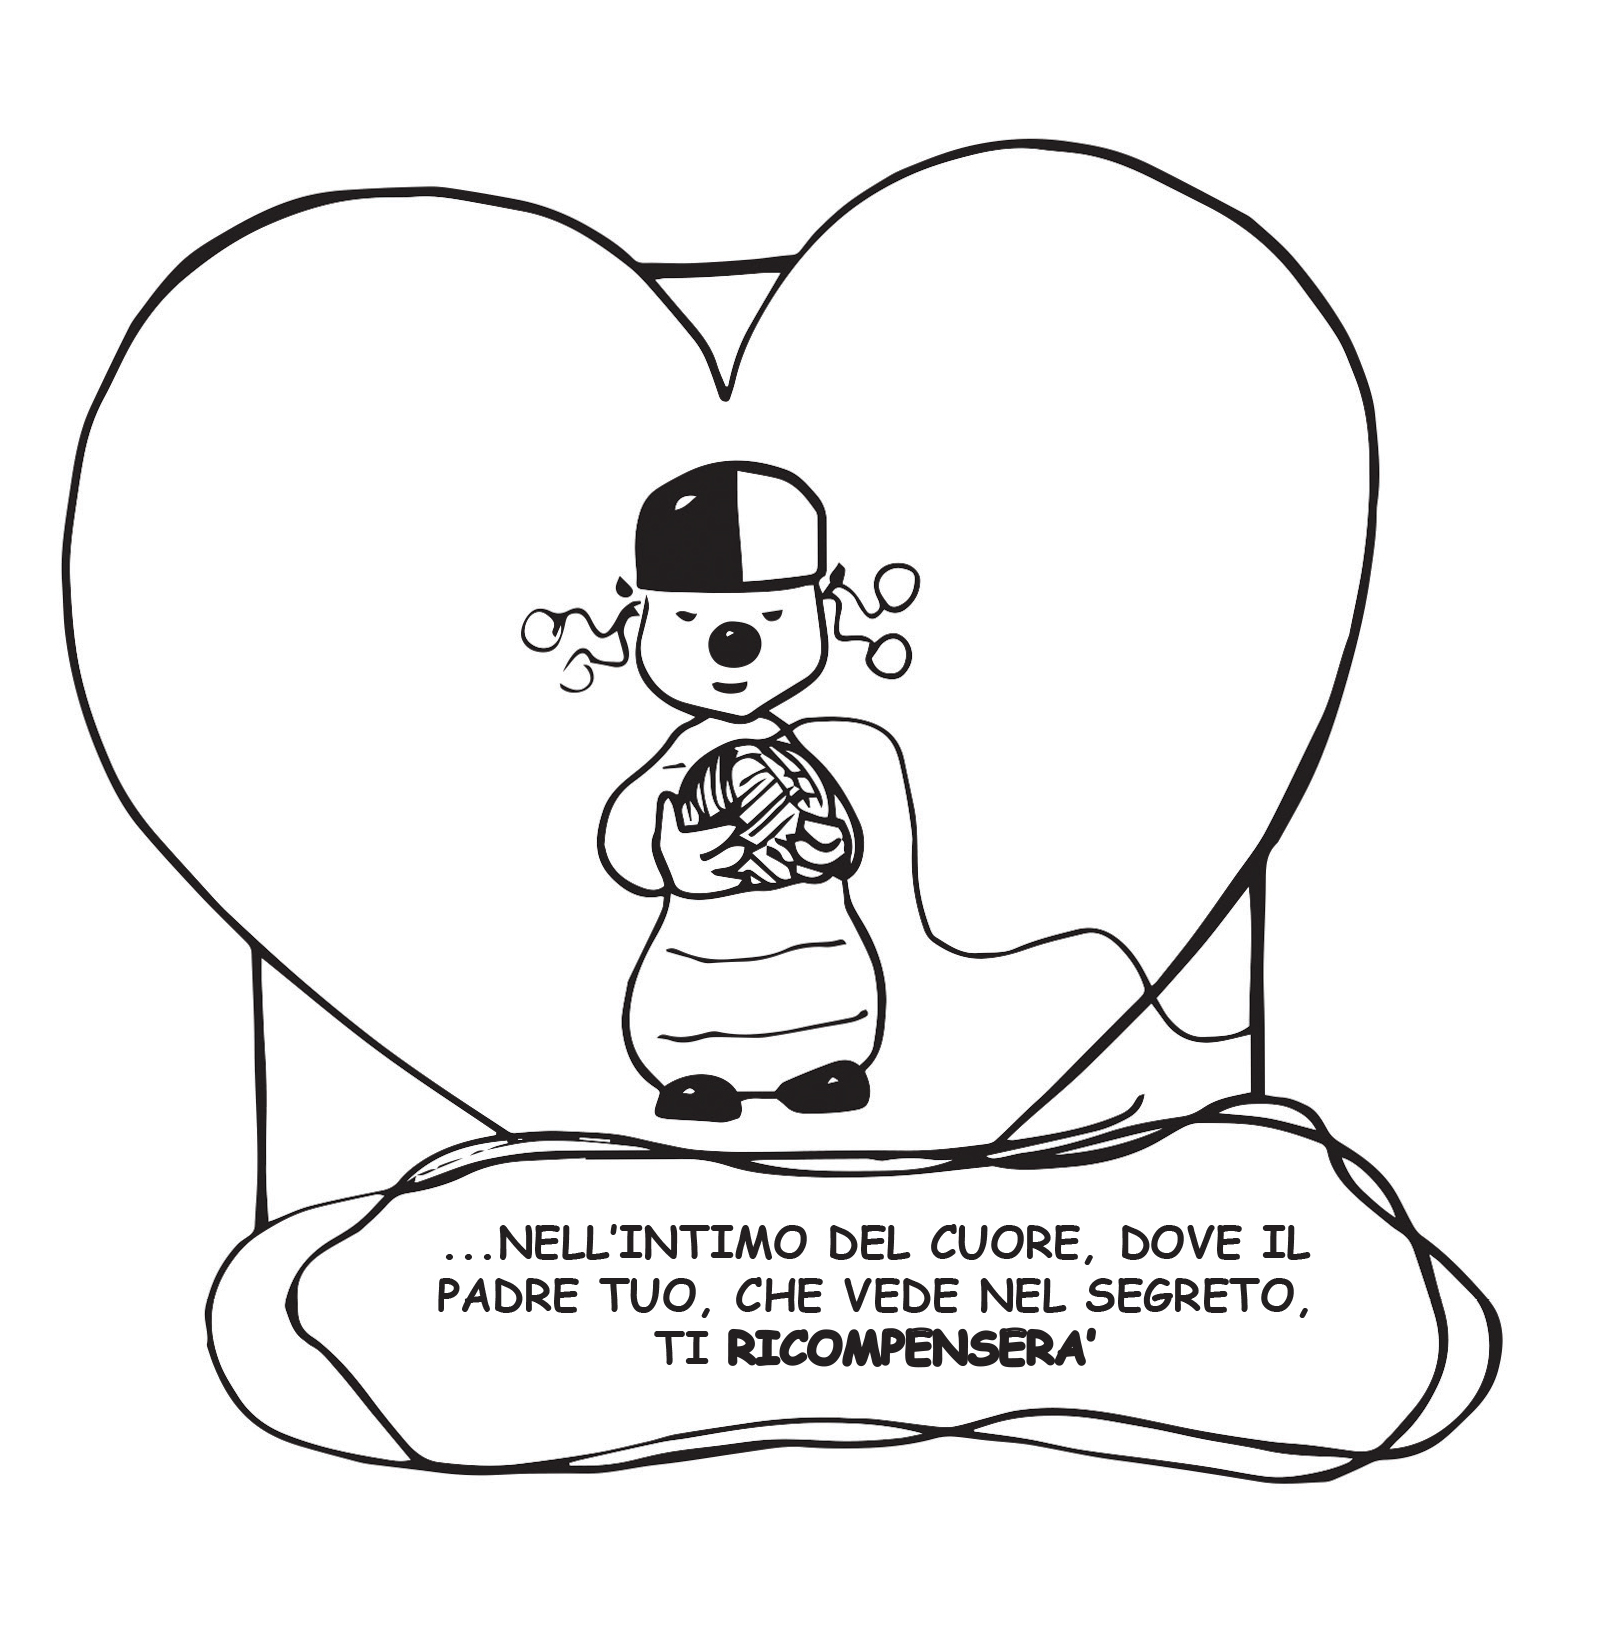 ...NELL'INTIMO DEL CUORE, DOVE IL
PADRE TUO, CHE VEDE NEL SEGRETO,
TI RICOMPENSERA'